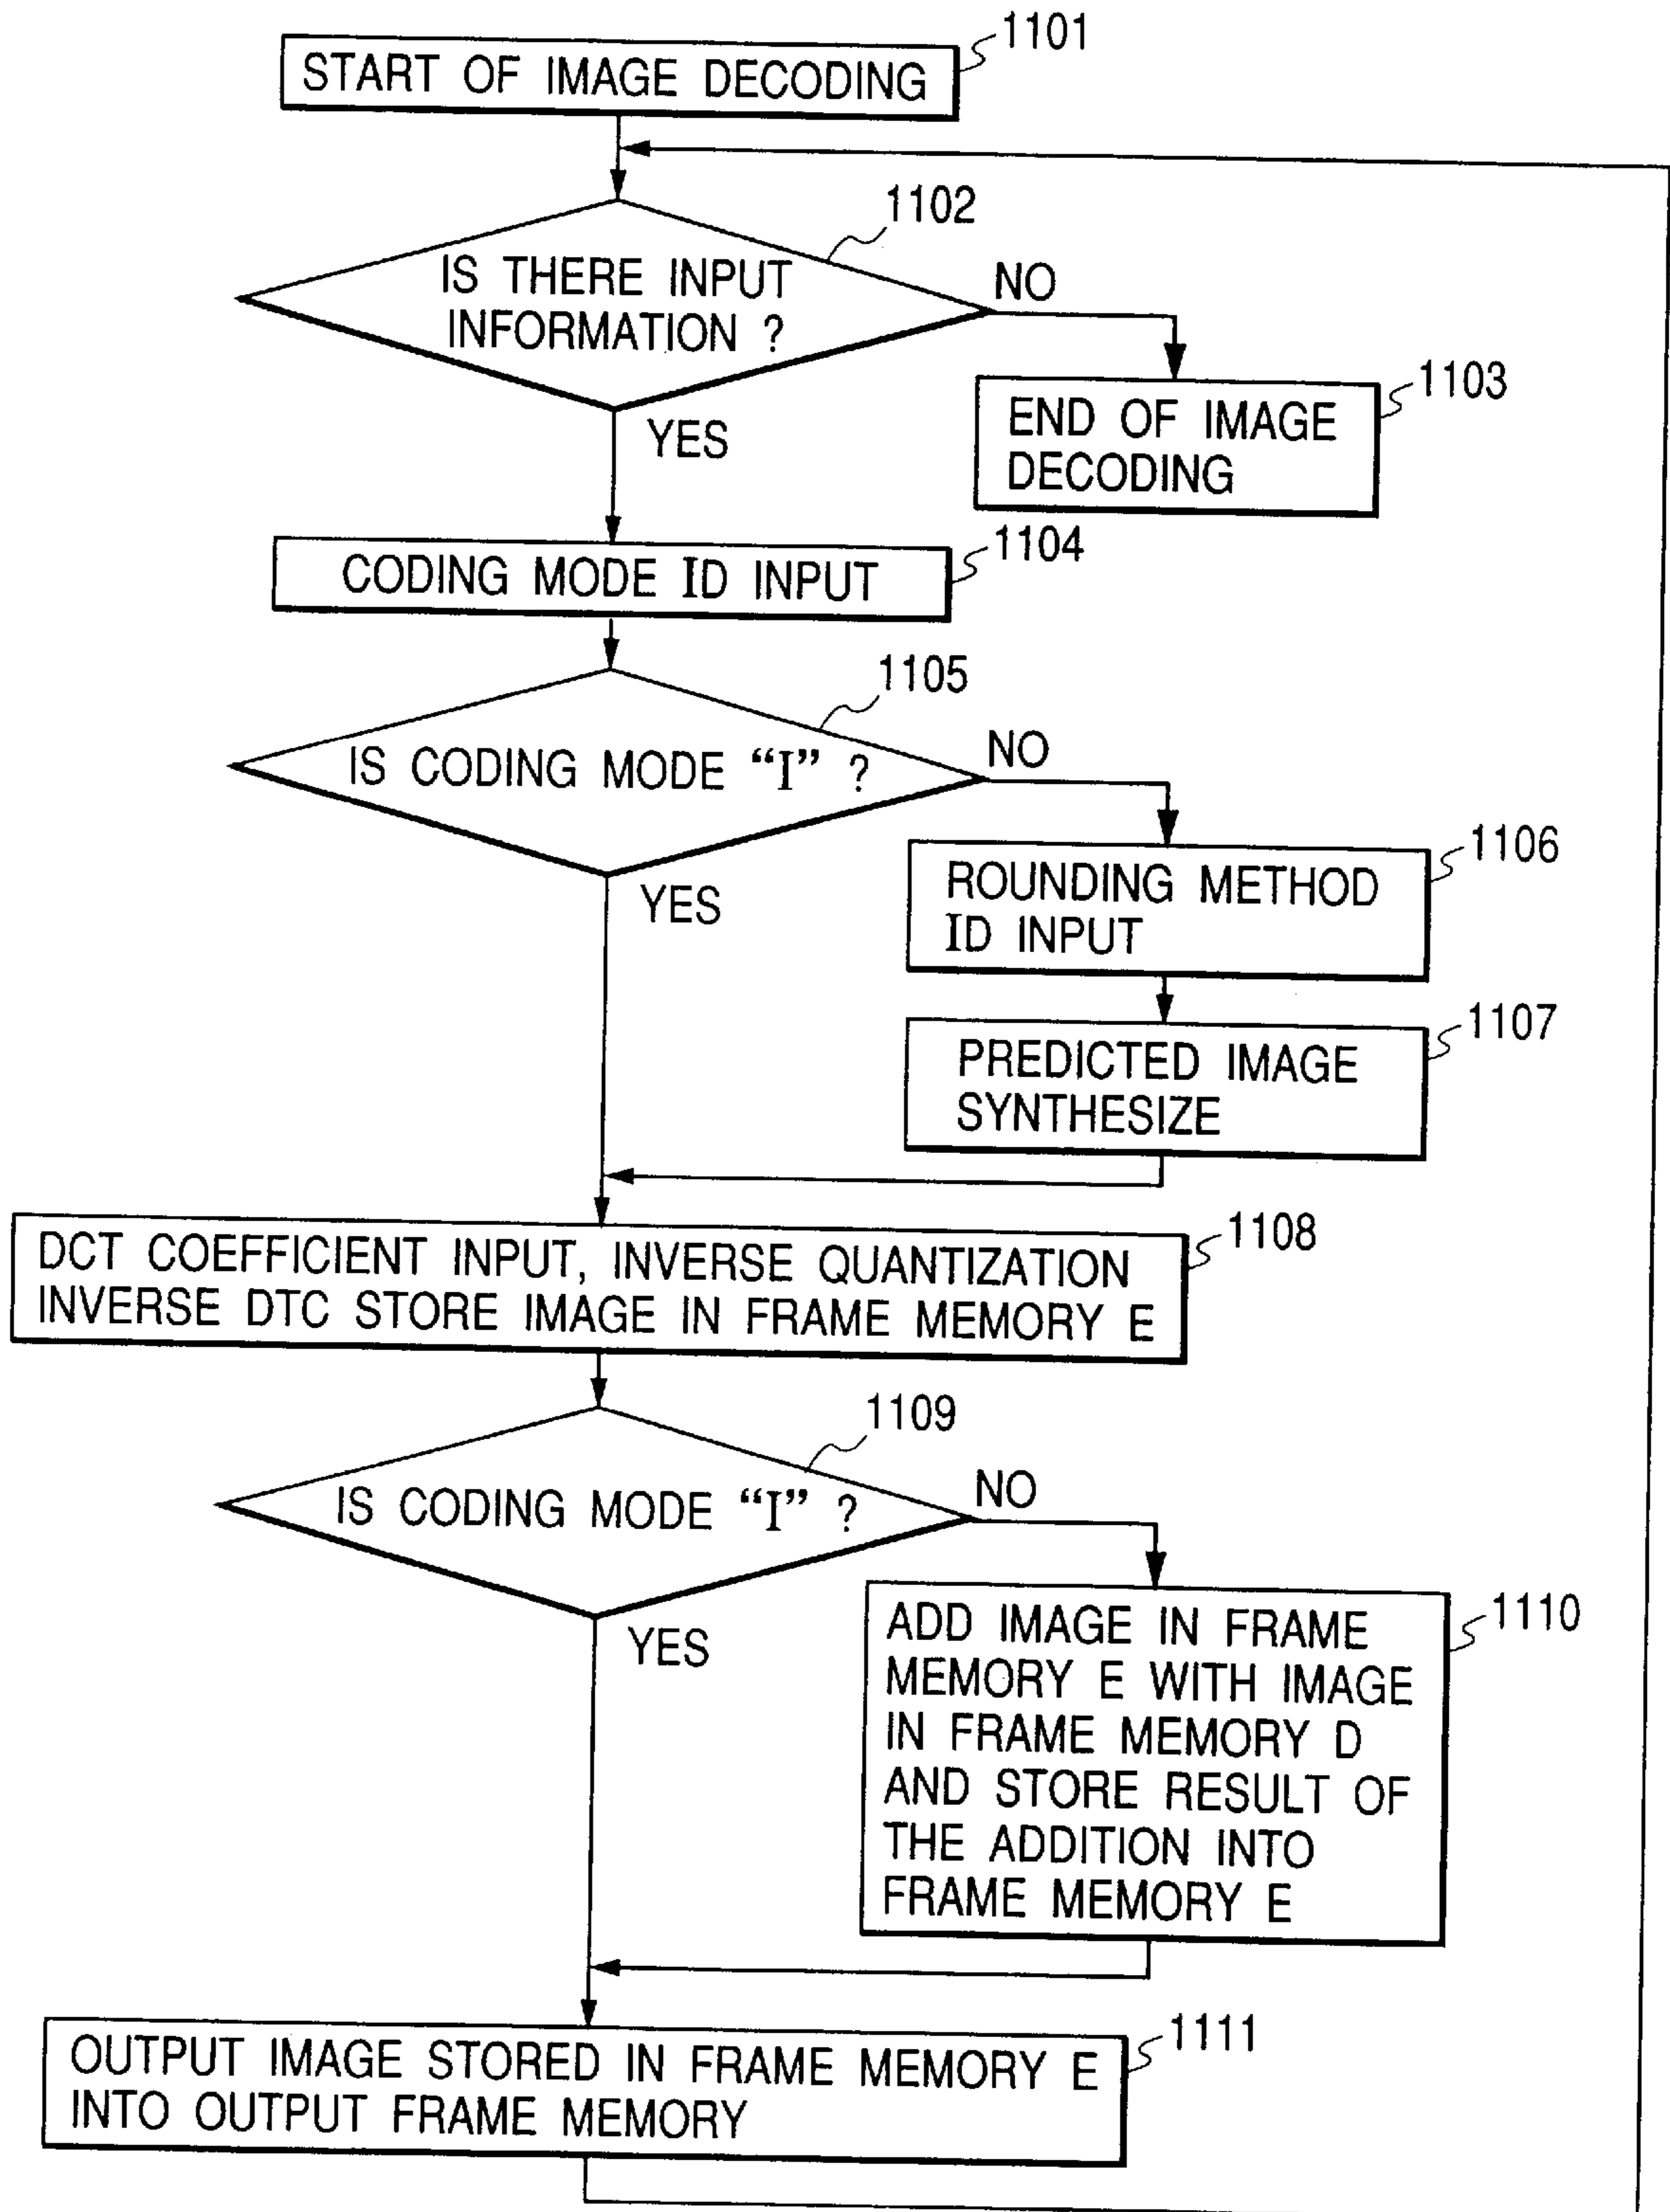 1101
START OF IMAGE DECODING
1102
IS THERE INPUT
INFORMATION ?
NO
YES
1103
END OF IMAGE
DECODING
1104
CODING MODE ID INPUT
1105
IS CODING MODE “I” ?
NO
YES
1106
ROUNDING METHOD
ID INPUT
1107
PREDICTED IMAGE
SYNTHESIZE
1108
DCT COEFFICIENT INPUT, INVERSE QUANTIZATION
INVERSE DTC STORE IMAGE IN FRAME MEMORY E
1109
IS CODING MODE “I” ?
NO
YES
1110
ADD IMAGE IN FRAME
MEMORY E WITH IMAGE
IN FRAME MEMORY D
AND STORE RESULT OF
THE ADDITION INTO
FRAME MEMORY E
1111
OUTPUT IMAGE STORED IN FRAME MEMORY E
INTO OUTPUT FRAME MEMORY